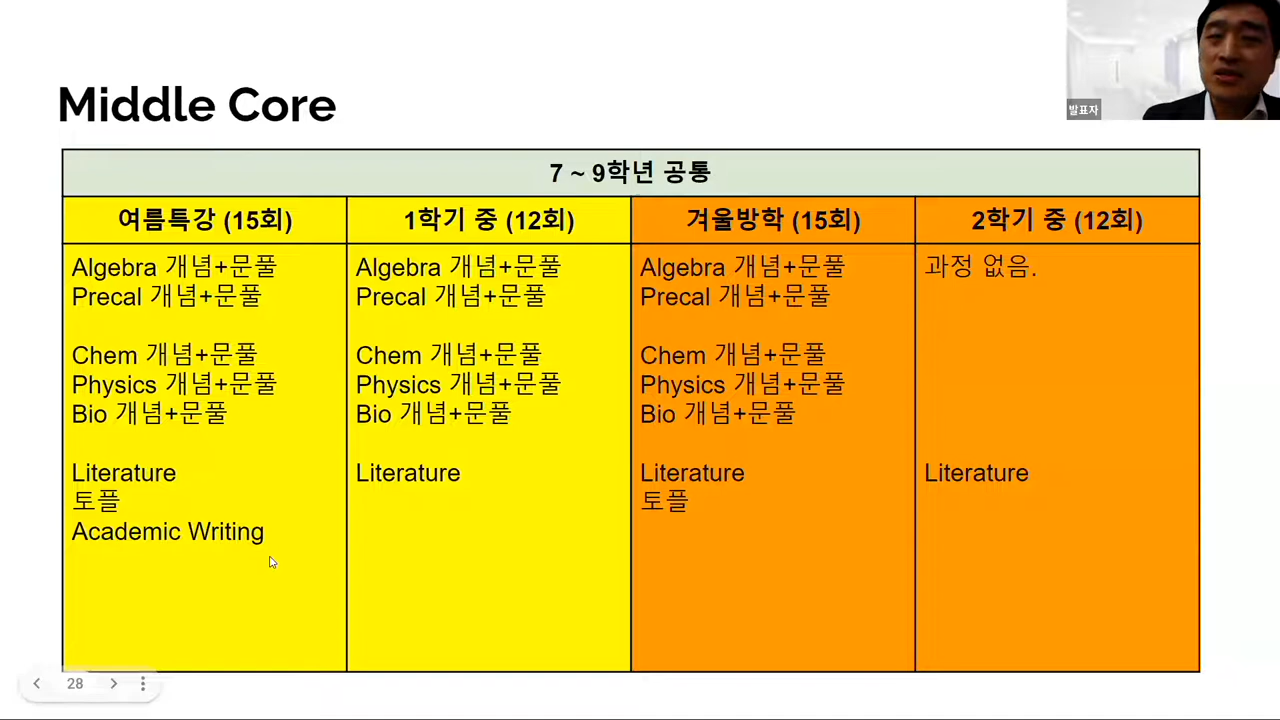 발표자
Middle Core
7 ~ 9학년 공통
여름특강 (15회)
1학기 중 (12회)
겨울방학 (15회)
2학기 중 (12회)
Algebra 개념+문풀
Precal 개념+문풀
Chem 개념+문풀
Physics 개념+문풀
Bio 개념+문풀
Literature
토플
Academic Writing
Algebra 개념+문풀
Precal 개념+문풀
Chem 개념+문풀
Physics 개념+문풀
Bio 개념+문풀
Literature
Algebra 개념+문풀
Precal 개념+문풀
Chem 개념+문풀
Physics 개념+문풀
Bio 개념+문풀
Literature
토플
과정 없음.
Literature
28